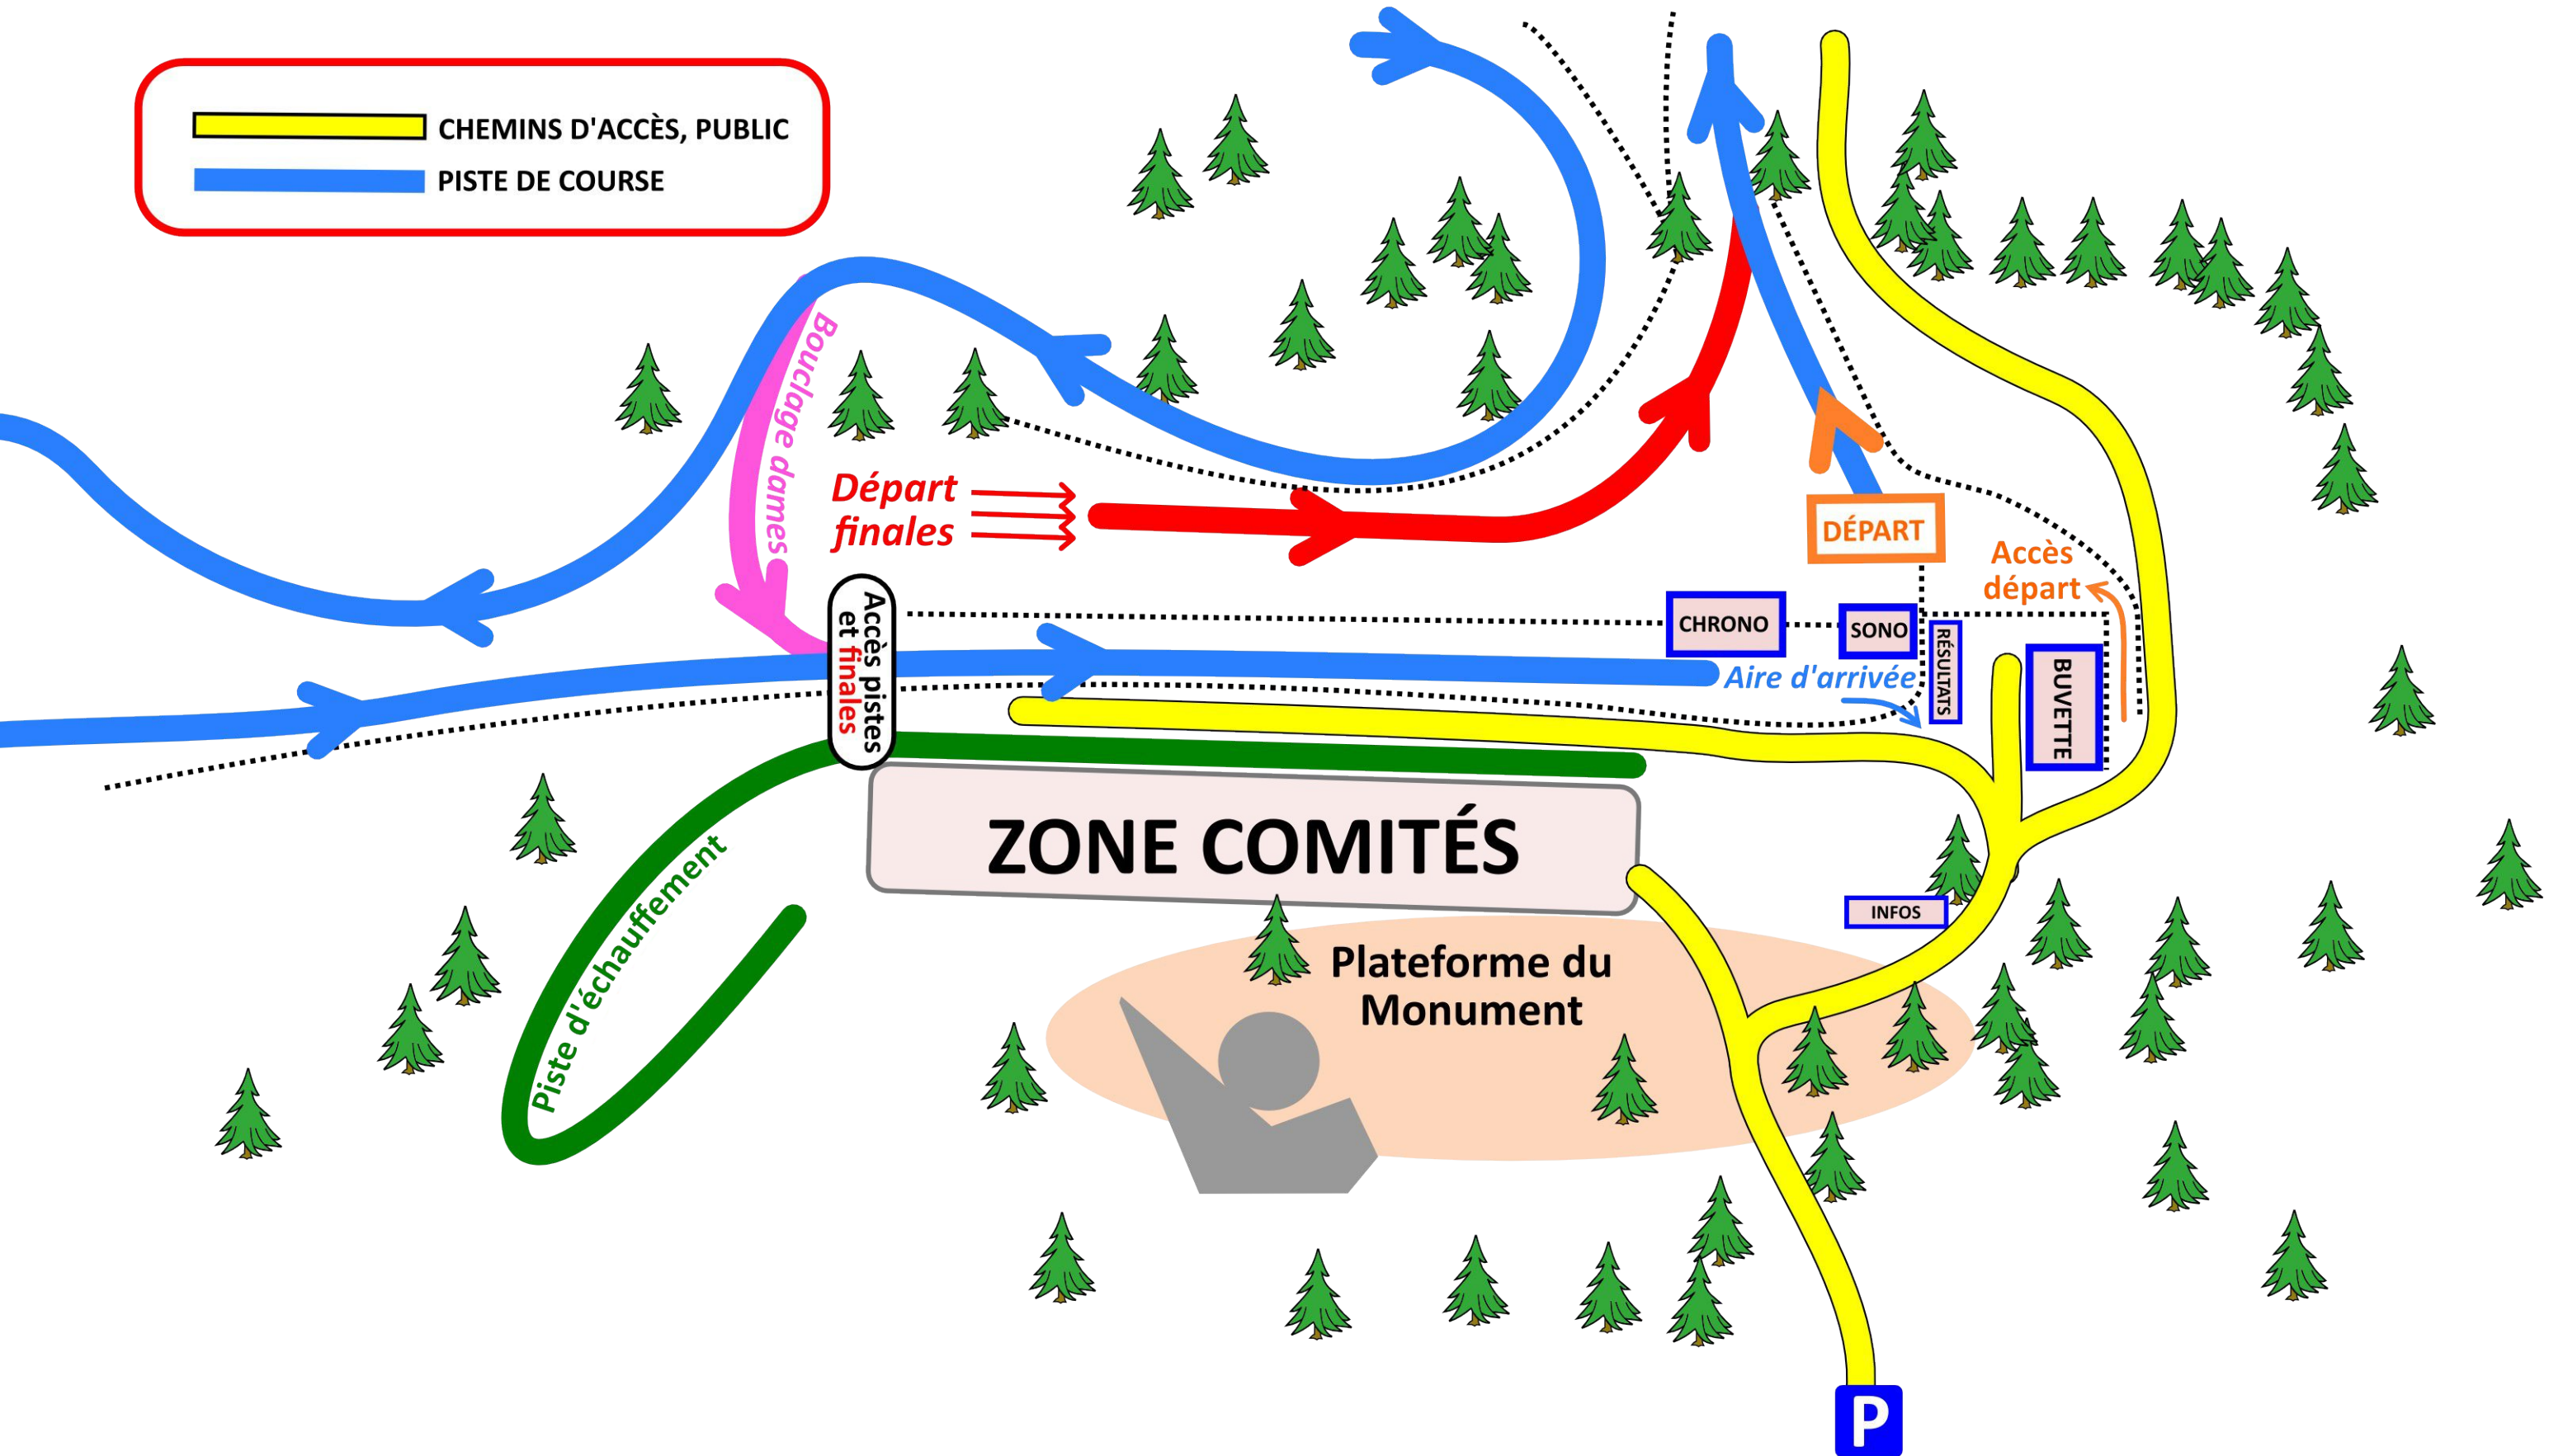 CHEMINS D'ACCÈS, PUBLIC
PISTE DE COURSE
Bouclage dames
Départ
finales
DÉPART
Accès
départ
Accès pistes
et finales
CHRONO
SONO
RÉSULTATS
Aire d'arrivée
BUVETTE
ZONE COMITÉS
Piste d'échauffement
INFOS
Plateforme du
Monument
P